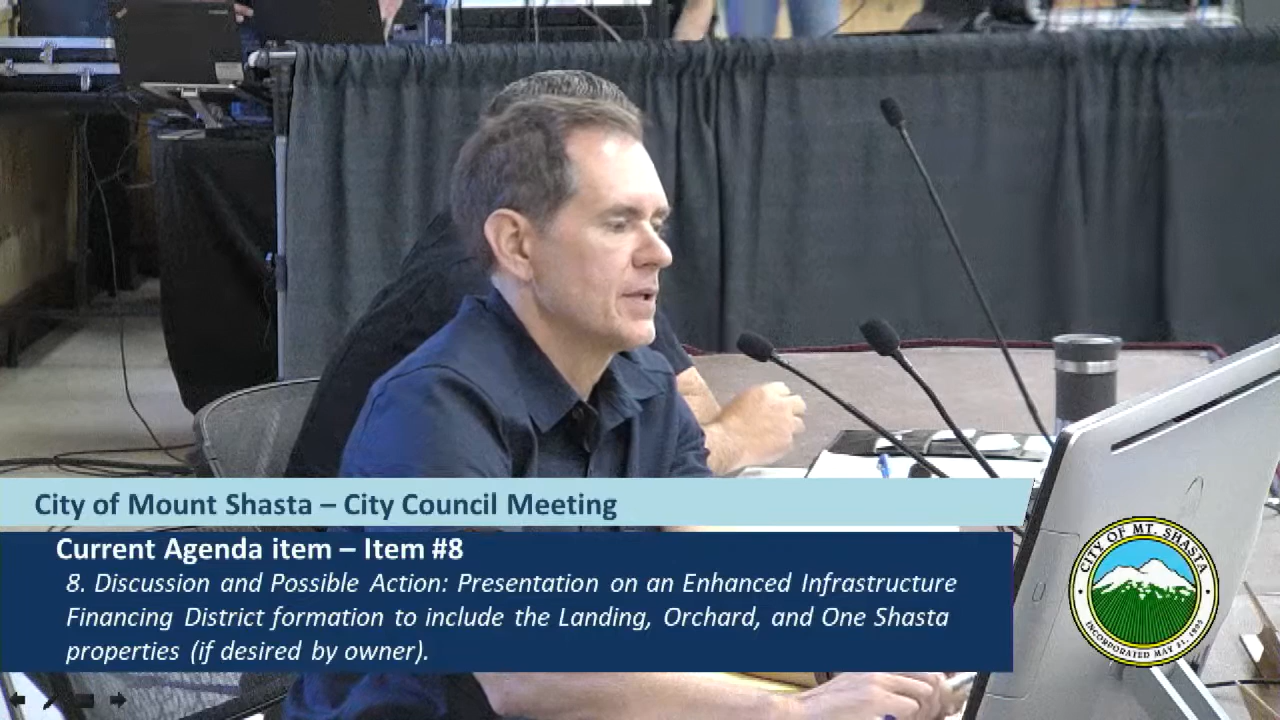 City of Mount Shasta – City Council Meeting
Current Agenda item – Item #8
8. Discussion and Possible Action: Presentation on an Enhanced Infrastructure
Financing District formation to include the Landing, Orchard, and One Shasta
properties (if desired by owner).
CITY OF MT. SHASTA
INCORPORATED MAY 31, 1905